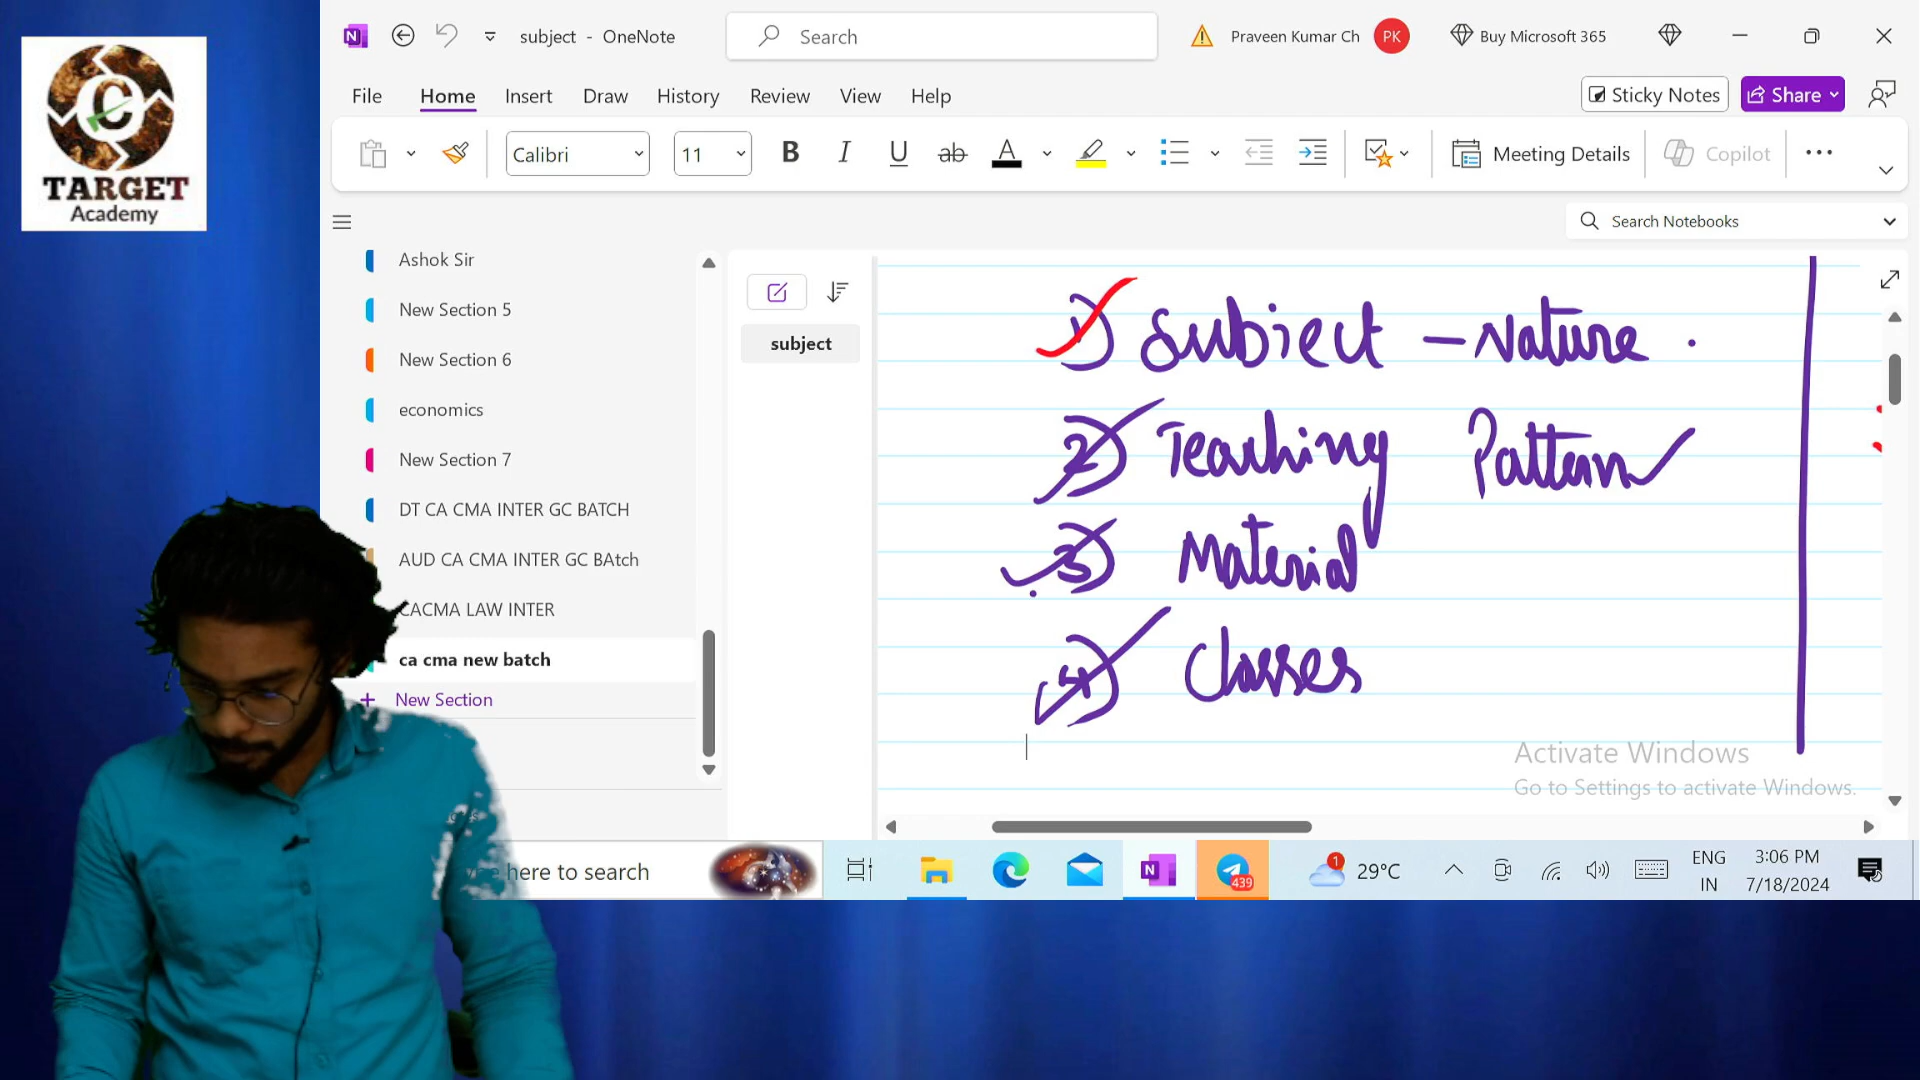 C
TARGET
Academy
subject - OneNote
Search
Praveen Kumar Ch
PK
Buy Microsoft 365
File
Home
Insert
Draw
History
Review
View
Help
Sticky Notes
Share
Calibri
11
B
I
U
ab
A
Meeting Details
Copilot
Search Notebooks
Ashok Sir
New Section 5
New Section 6
economics
New Section 7
DT CA CMA INTER GC BATCH
AUD CA CMA INTER GC BAtch
CACMA LAW INTER
ca cma new batch
+ New Section
subject
1) Subject - Nature .
2) Teaching Pattern
3) Material
4) Classes
Activate Windows
Go to Settings to activate Windows.
here to search
439
1
29°C
ENG
IN
3:06 PM
7/18/2024